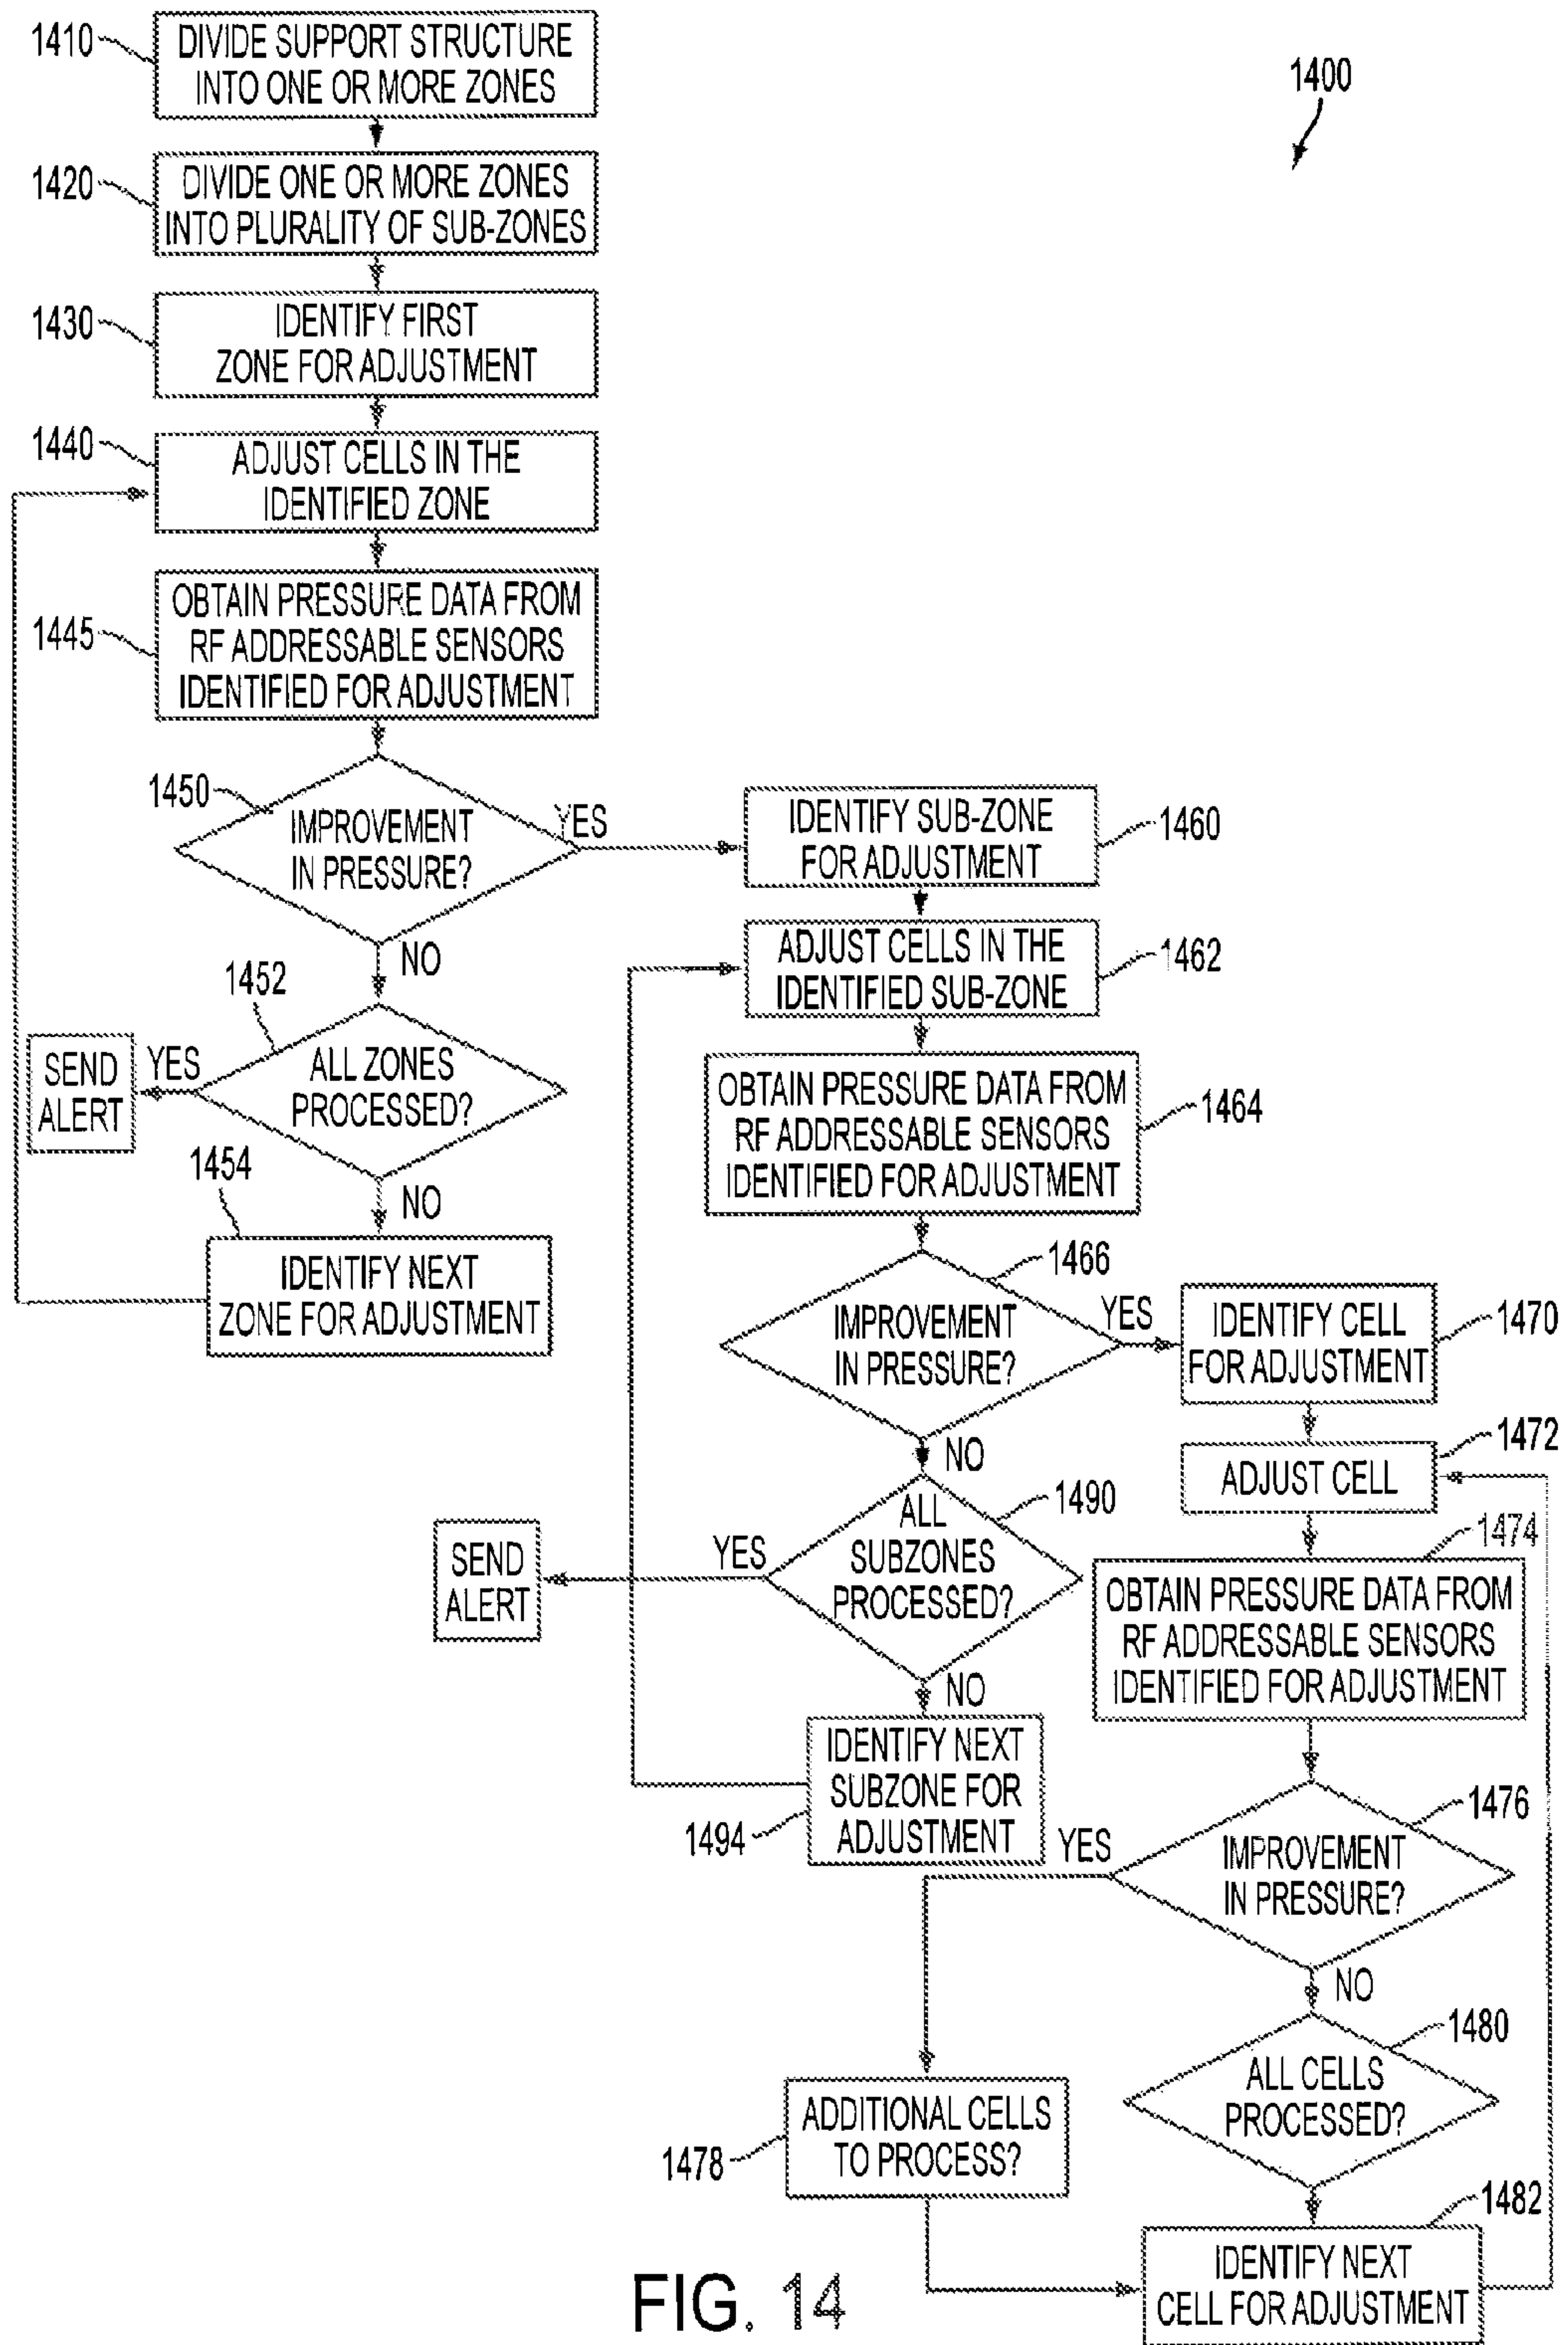 1400
1410
DIVIDE SUPPORT STRUCTURE
INTO ONE OR MORE ZONES
1420
DIVIDE ONE OR MORE ZONES
INTO PLURALITY OF SUB-ZONES
1430
IDENTIFY FIRST
ZONE FOR ADJUSTMENT
1440
ADJUST CELLS IN THE
IDENTIFIED ZONE
1445
OBTAIN PRESSURE DATA FROM
RF ADDRESSABLE SENSORS
IDENTIFIED FOR ADJUSTMENT
1450
IMPROVEMENT
IN PRESSURE?
YES
NO
1452
ALL ZONES
PROCESSED?
YES
SEND
ALERT
NO
1454
IDENTIFY NEXT
ZONE FOR ADJUSTMENT
IDENTIFY SUB-ZONE
FOR ADJUSTMENT
1460
ADJUST CELLS IN THE
IDENTIFIED SUB-ZONE
1462
OBTAIN PRESSURE DATA FROM
RF ADDRESSABLE SENSORS
IDENTIFIED FOR ADJUSTMENT
1464
1466
IMPROVEMENT
IN PRESSURE?
YES
NO
1490
ALL
SUBZONES
PROCESSED?
YES
SEND
ALERT
NO
IDENTIFY NEXT
SUBZONE FOR
ADJUSTMENT
1494
IDENTIFY CELL
FOR ADJUSTMENT
1470
1472
ADJUST CELL
1474
OBTAIN PRESSURE DATA FROM
RF ADDRESSABLE SENSORS
IDENTIFIED FOR ADJUSTMENT
1476
IMPROVEMENT
IN PRESSURE?
YES
NO
1480
ALL CELLS
PROCESSED?
ADDITIONAL CELLS
TO PROCESS?
1478
1482
IDENTIFY NEXT
CELL FOR ADJUSTMENT
FIG. 14